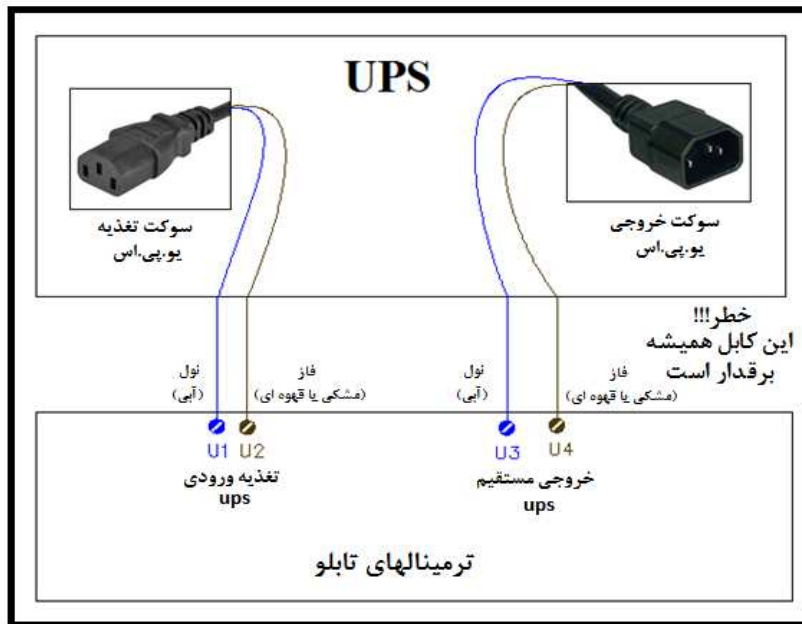 UPS
سوکت تغذیه
یو.پی.اس
سوکت خروجی
یو.پی.اس
خطر!!!
این کابل همیشه
برقدار است
نول
(آبی)
فاز
(مشکی یا قهوه ای)
نول
(آبی)
فاز
(مشکی یا قهوه ای)
U1 U2
U3 U4
تغذیه ورودی
ups
خروجی مستقیم
ups
ترمینالهای تابلو